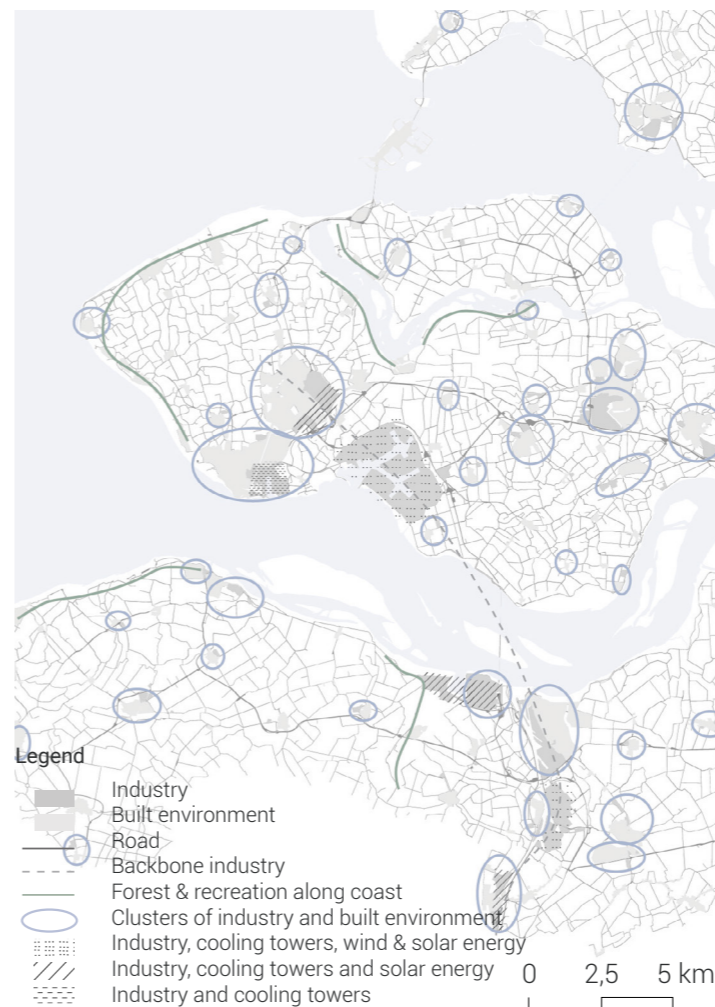 Legend
Industry
Built environment
Road
Backbone industry
Forest & recreation along coast
Clusters of industry and built environment
Industry, cooling towers, wind & solar energy
Industry, cooling towers and solar energy
Industry and cooling towers
0 2,5 5 km